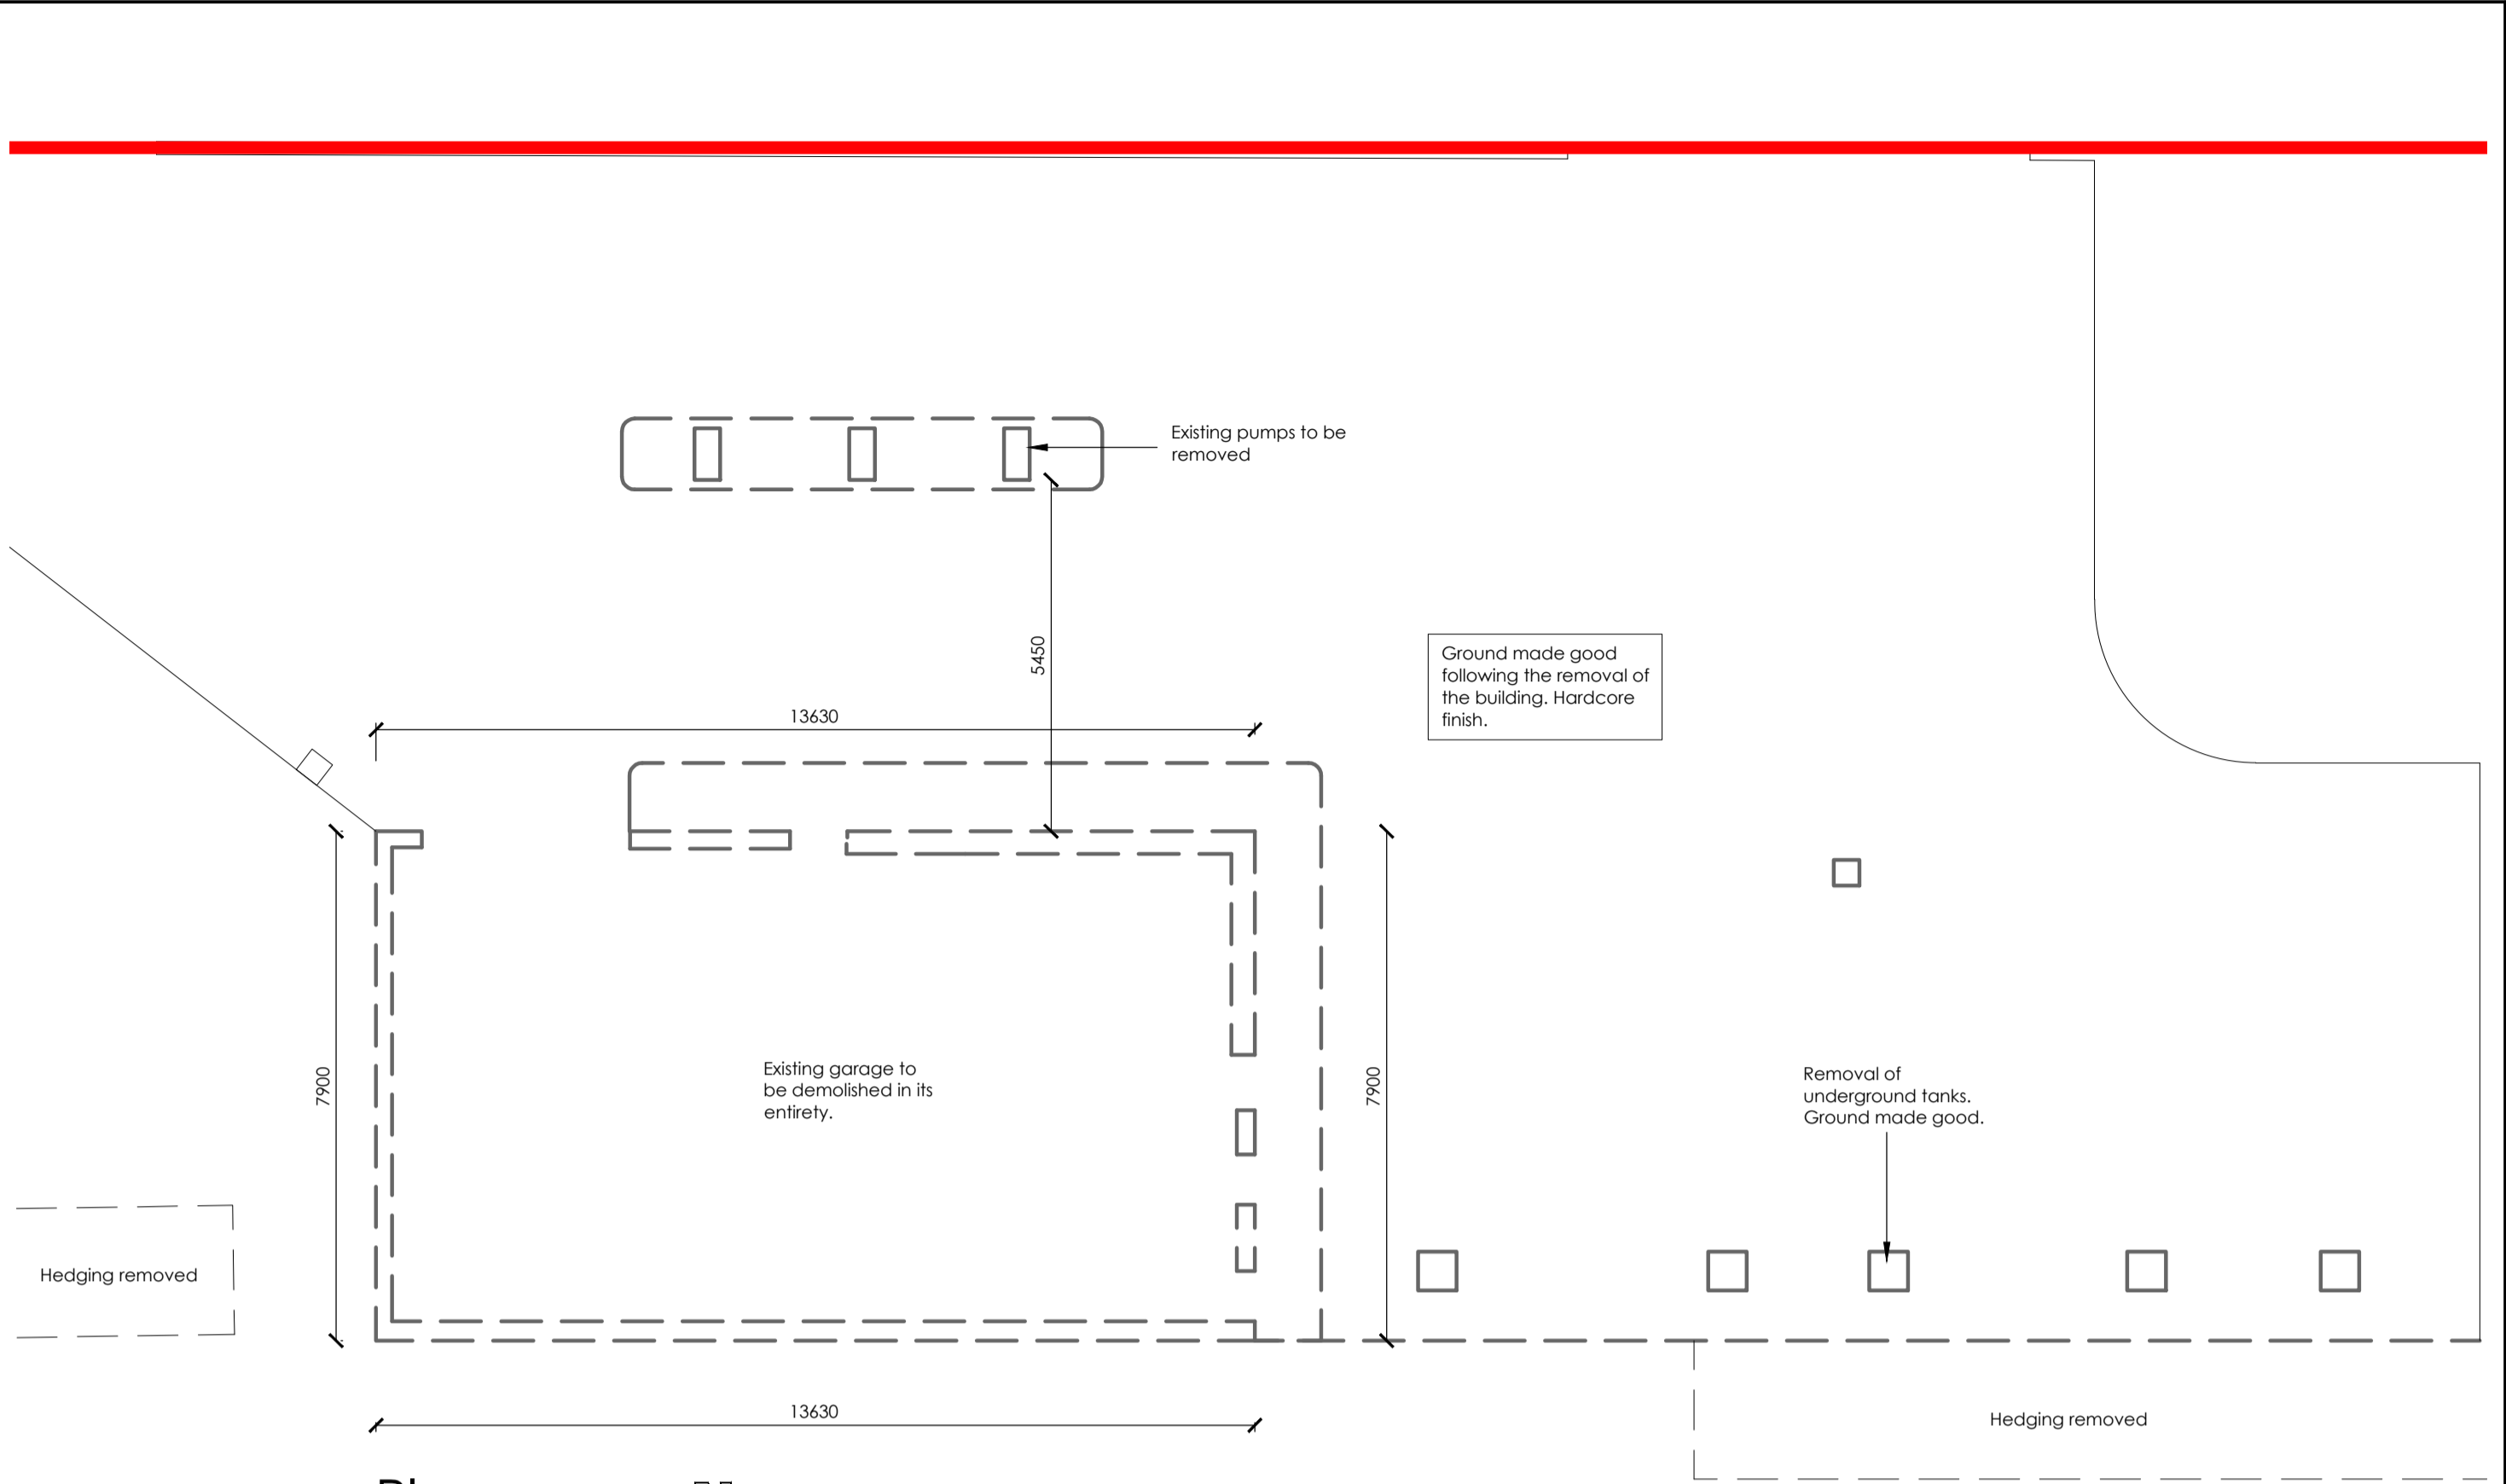 Existing pumps to be
removed
5450
Ground made good
following the removal of
the building. Hardcore
finish.
13630
7900
Existing garage to
be demolished in its
entirety.
7900
Removal of
underground tanks.
Ground made good.
Hedging removed
13630
Hedging removed